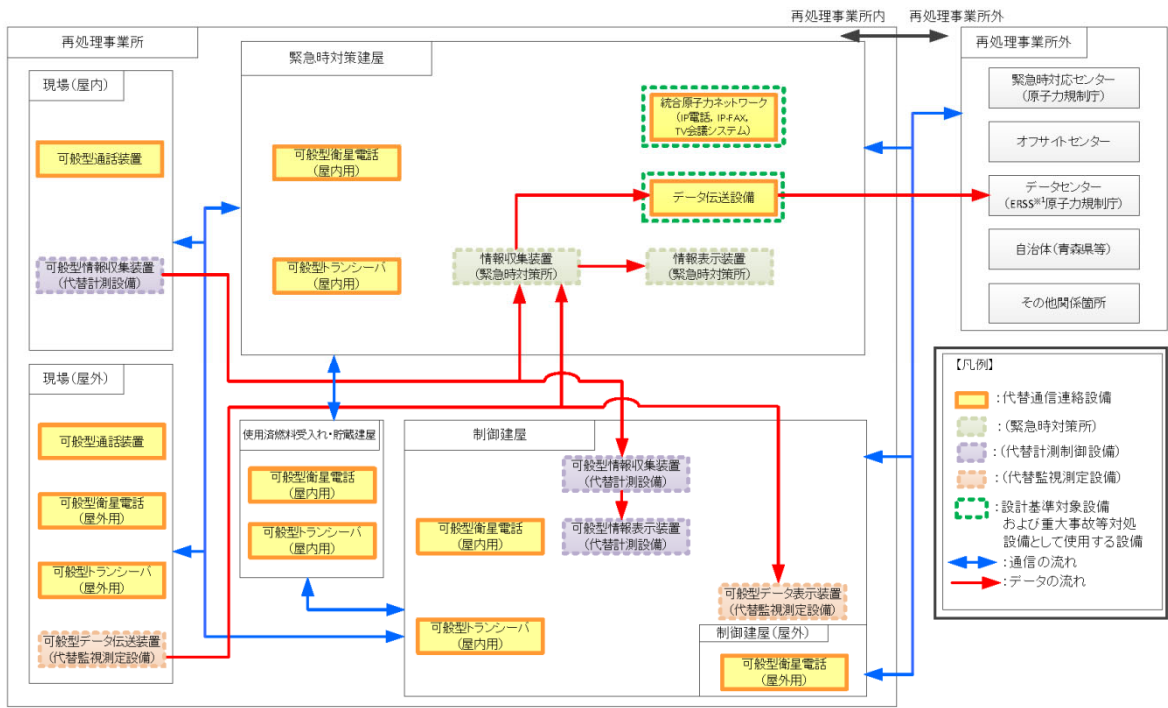 再処理事業所内
再処理事業所外
再処理事業所
現場(屋内)
可般型通話装置
可般型情報収集装置
(代替計測設備)
現場(屋外)
可般型通話装置
可般型衛星電話
(屋外用)
可般型トランシーバ
(屋外用)
可般型データ伝送装置
(代替監視測定設備)
緊急時対策建屋
可般型衛星電話
(屋内用)
可般型トランシーバ
(屋内用)
統合原子力ネットワーク
(IP電話, IP-FAX,
TV会議システム)
データ伝送設備
情報収集装置
(緊急時対策所)
情報表示装置
(緊急時対策所)
使用済燃料受入れ・貯蔵建屋
可般型衛星電話
(屋内用)
可般型トランシーバ
(屋内用)
制御建屋
可般型情報収集装置
(代替計測設備)
可般型衛星電話
(屋内用)
可般型情報表示装置
(代替計測設備)
可般型データ表示装置
(代替監視測定設備)
可般型トランシーバ
(屋内用)
制御建屋(屋外)
可般型衛星電話
(屋外用)
再処理事業所外
緊急時対応センター
(原子力規制庁)
オフサイトセンター
データセンター
(ERSS※1原子力規制庁)
自治体(青森県等)
その他関係箇所
【凡例】
:代替通信連絡設備
:(緊急時対策所)
:(代替計測制御設備)
:(代替監視測定設備)
:設計基準対象設備
および重大事故等対処
設備として使用する設備
:通信の流れ
:データの流れ